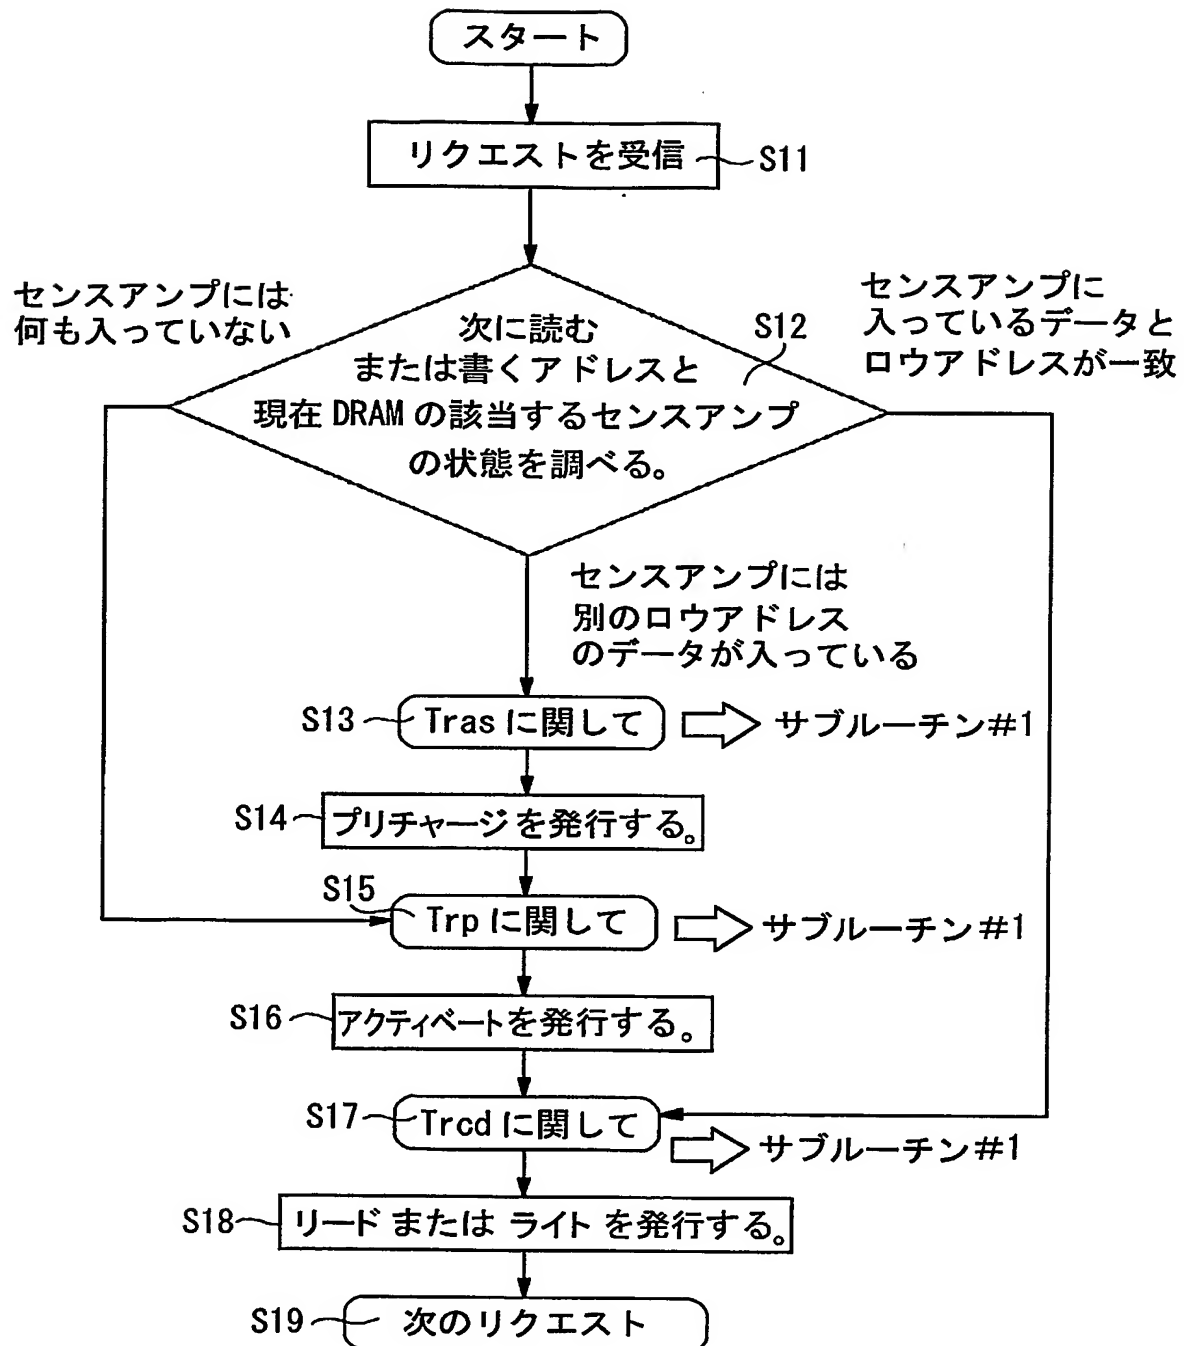 スタート
リクエストを受信
S11
センスアンプには
何も入っていない
次に読む
または書くアドレスと
現在 DRAM の該当するセンスアンプ
の状態を調べる。
S12
センスアンプに
入っているデータと
ロウアドレスが一致
センスアンプには
別のロウアドレス
のデータが入っている
S13
Tras に関して
サブルーチン#1
S14
プリチャージを発行する。
S15
Trp に関して
サブルーチン#1
S16
アクティベートを発行する。
S17
Trcd に関して
サブルーチン#1
S18
リード または ライト を発行する。
S19
次のリクエスト